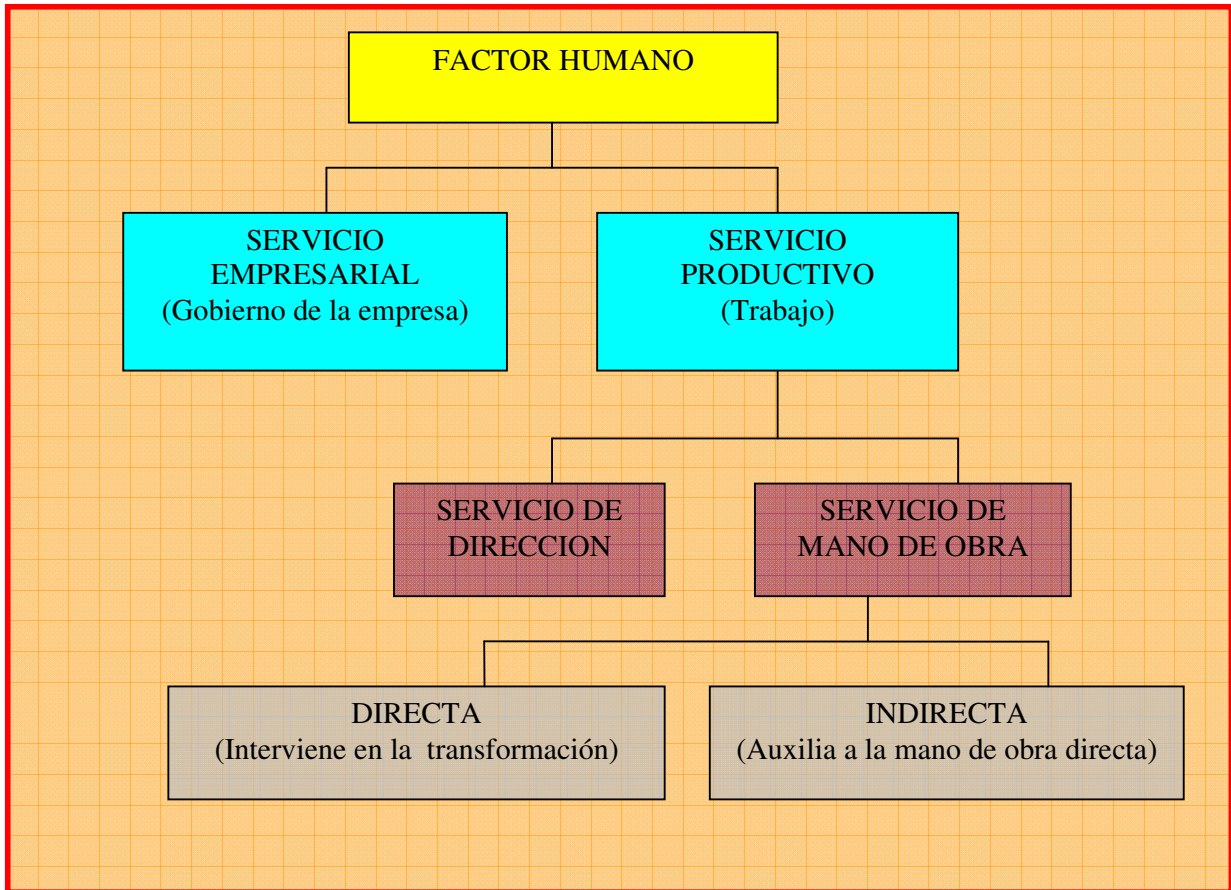 FACTOR HUMANO
SERVICIO
EMPRESARIAL
(Gobierno de la empresa)
SERVICIO
PRODUCTIVO
(Trabajo)
SERVICIO DE
DIRECCION
SERVICIO DE
MANO DE OBRA
DIRECTA
(Interviene en la transformación)
INDIRECTA
(Auxilia a la mano de obra directa)